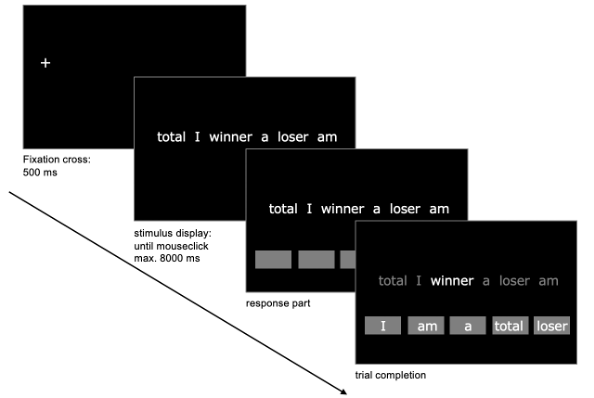 +
total I winner a loser am
Fixation cross:
500 ms
total I winner a loser am
stimulus display:
until mouseclick
max. 8000 ms
response part
total I winner a loser am
I am a total loser
trial completion